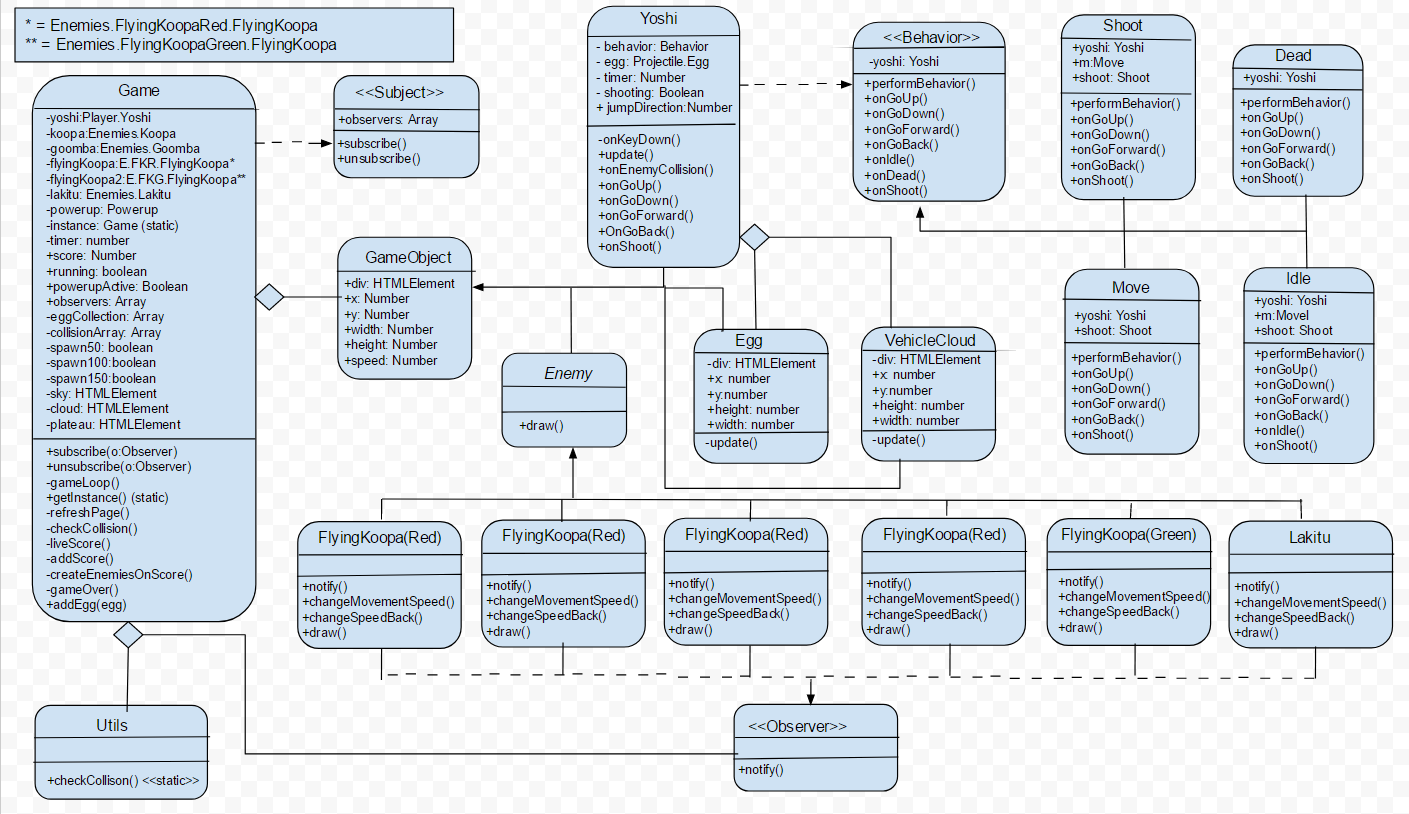 * = Enemies.FlyingKoopaRed.FlyingKoopa
** = Enemies.FlyingKoopaGreen.FlyingKoopa
Game
-yoshi:Player.Yoshi
-koopa:Enemies.Koopa
-goomba:Enemies.Goomba
-flyingKoopa:E.FKR.FlyingKoopa*
-flyingKoopa2:E.FKG.FlyingKoopa**
-lakitu: Enemies.Lakitu
-powerup: Powerup
-instance: Game (static)
-timer: number
+score: Number
+running: boolean
+powerupActive: Boolean
+observers: Array
-eggCollection: Array
-collisionArray: Array
-spawn50: boolean
-spawn100:boolean
-spawn150:boolean
-sky: HTMLElement
-cloud: HTMLElement
-plateau: HTMLElement
+subscribe(o:Observer)
+unsubscribe(o:Observer)
-gameLoop()
+getInstance() (static)
-refreshPage()
-checkCollision()
-liveScore()
-addScore()
-createEnemiesOnScore()
-gameOver()
+addEgg(egg)
<<Subject>>
+observers: Array
+subscribe()
+unsubscribe()
GameObject
+div: HTMLElement
+x: Number
+y: Number
+width: Number
+height: Number
+speed: Number
Yoshi
- behavior: Behavior
- egg: Projectile.Egg
- timer: Number
- shooting: Boolean
+ jumpDirection:Number
-onKeyDown()
+update()
+onEnemyCollision()
+onGoUp()
+onGoDown()
+onGoForward()
+OnGoBack()
+onShoot()
<<Behavior>>
-yoshi: Yoshi
+performBehavior()
+onGoUp()
+onGoDown()
+onGoForward()
+onGoBack()
+onIdle()
+onDead()
+onShoot()
Shoot
+yoshi: Yoshi
+m:Move
+shoot: Shoot
+performBehavior()
+onGoUp()
+onGoDown()
+onGoForward()
+onGoBack()
+onShoot()
Dead
+yoshi: Yoshi
+performBehavior()
+onGoUp()
+onGoDown()
+onGoForward()
+onGoBack()
+onShoot()
Move
+yoshi: Yoshi
+shoot: Shoot
+performBehavior()
+onGoUp()
+onGoDown()
+onGoForward()
+onGoBack()
+onShoot()
Idle
+yoshi: Yoshi
+m:Movel
+shoot: Shoot
+performBehavior()
+onGoUp()
+onGoDown()
+onGoForward()
+onGoBack()
+onIdle()
+onShoot()
Enemy
+draw()
Egg
-div: HTMLElement
+x: number
+y:number
+height: number
+width: number
-update()
VehicleCloud
-div: HTMLElement
+x: number
+y:number
+height: number
+width: number
-update()
FlyingKoopa(Red)
+notify()
+changeMovementSpeed()
+changeSpeedBack()
+draw()
FlyingKoopa(Red)
+notify()
+changeMovementSpeed()
+changeSpeedBack()
+draw()
FlyingKoopa(Red)
+notify()
+changeMovementSpeed()
+changeSpeedBack()
+draw()
FlyingKoopa(Red)
+notify()
+changeMovementSpeed()
+changeSpeedBack()
+draw()
FlyingKoopa(Green)
+notify()
+changeMovementSpeed()
+changeSpeedBack()
+draw()
Lakitu
+notify()
+changeMovementSpeed()
+changeSpeedBack()
+draw()
Utils
+checkCollison() <<static>>
<<Observer>>
+notify()